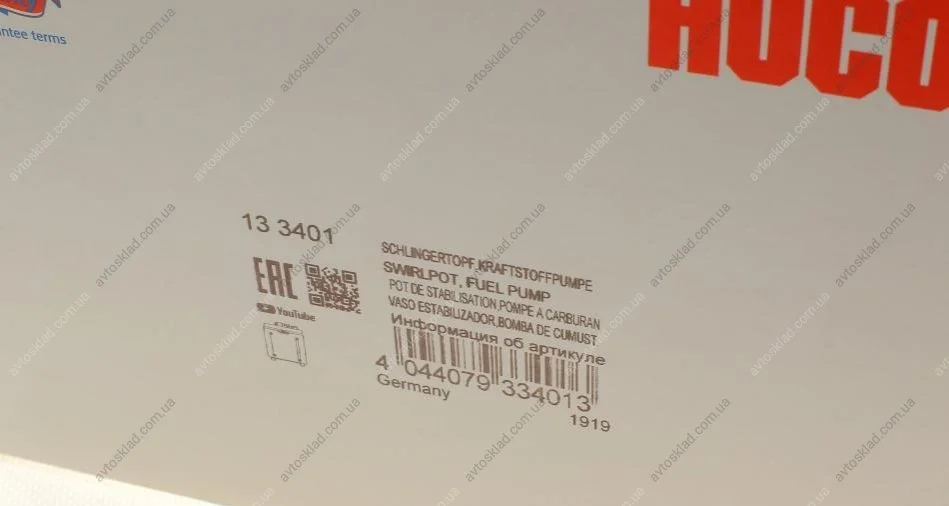 ntee terms
HUCO
13 3401
SCHLINGERTOPF,KRAFTSTOFFPUMPE
SWIRLPOT, FUEL PUMP
POT DE STABILISATION,POMPE A CARBURAN
VASO ESTABILIZADOR,BOMBA DE CUMUST
Информация об артикуле
EAC
YouTube
4 044079 334013
Germany
1919
avtosklad.com.ua